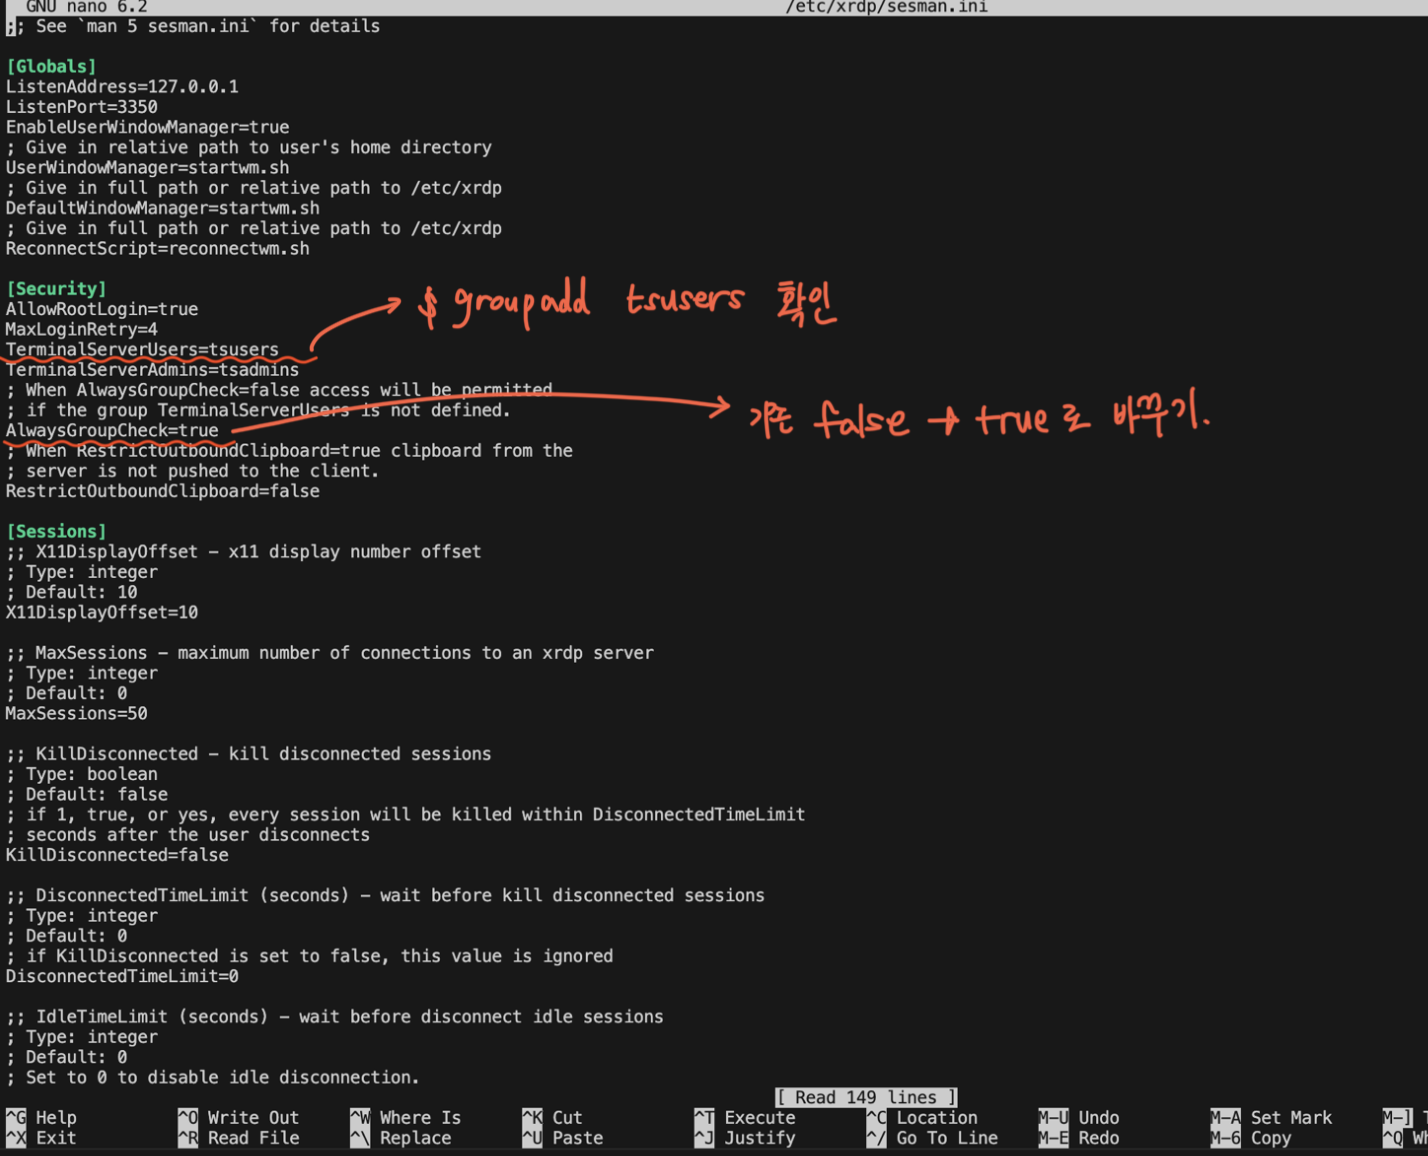 GNU nano 6.2 /etc/xrdp/sesman.ini
;; See `man 5 sesman.ini` for details
[Globals]
ListenAddress=127.0.0.1
ListenPort=3350
EnableUserWindowManager=true
; Give in relative path to user's home directory
UserWindowManager=startwm.sh
; Give in full path or relative path to /etc/xrdp
DefaultWindowManager=startwm.sh
; Give in full path or relative path to /etc/xrdp
ReconnectScript=reconnectwm.sh
[Security]
AllowRootLogin=true
$ groupadd tsusers 확인
MaxLoginRetry=4
TerminalServerUsers=tsusers
TerminalServerAdmins=tsadmins
; When AlwaysGroupCheck=false access will be permitted
; if the group TerminalServerUsers is not defined.
기존 false → true로 바꾸기.
AlwaysGroupCheck=true
; When RestrictOutboundClipboard=true clipboard from the
; server is not pushed to the client.
RestrictOutboundClipboard=false
[Sessions]
;; X11DisplayOffset - x11 display number offset
; Type: integer
; Default: 10
X11DisplayOffset=10
;; MaxSessions - maximum number of connections to an xrdp server
; Type: integer
; Default: 0
MaxSessions=50
;; KillDisconnected - kill disconnected sessions
; Type: boolean
; Default: false
; if 1, true, or yes, every session will be killed within DisconnectedTimeLimit
; seconds after the user disconnects
KillDisconnected=false
;; DisconnectedTimeLimit (seconds) - wait before kill disconnected sessions
; Type: integer
; Default: 0
; if KillDisconnected is set to false, this value is ignored
DisconnectedTimeLimit=0
;; IdleTimeLimit (seconds) - wait before disconnect idle sessions
; Type: integer
; Default: 0
; Set to 0 to disable idle disconnection.
[ Read 149 lines ]
^G Help ^O Write Out ^W Where Is ^K Cut ^T Execute ^C Location M-U Undo M-A Set Mark M-]
^X Exit ^R Read File ^\ Replace ^U Paste ^J Justify ^/ Go To Line M-E Redo M-6 Copy ^Q